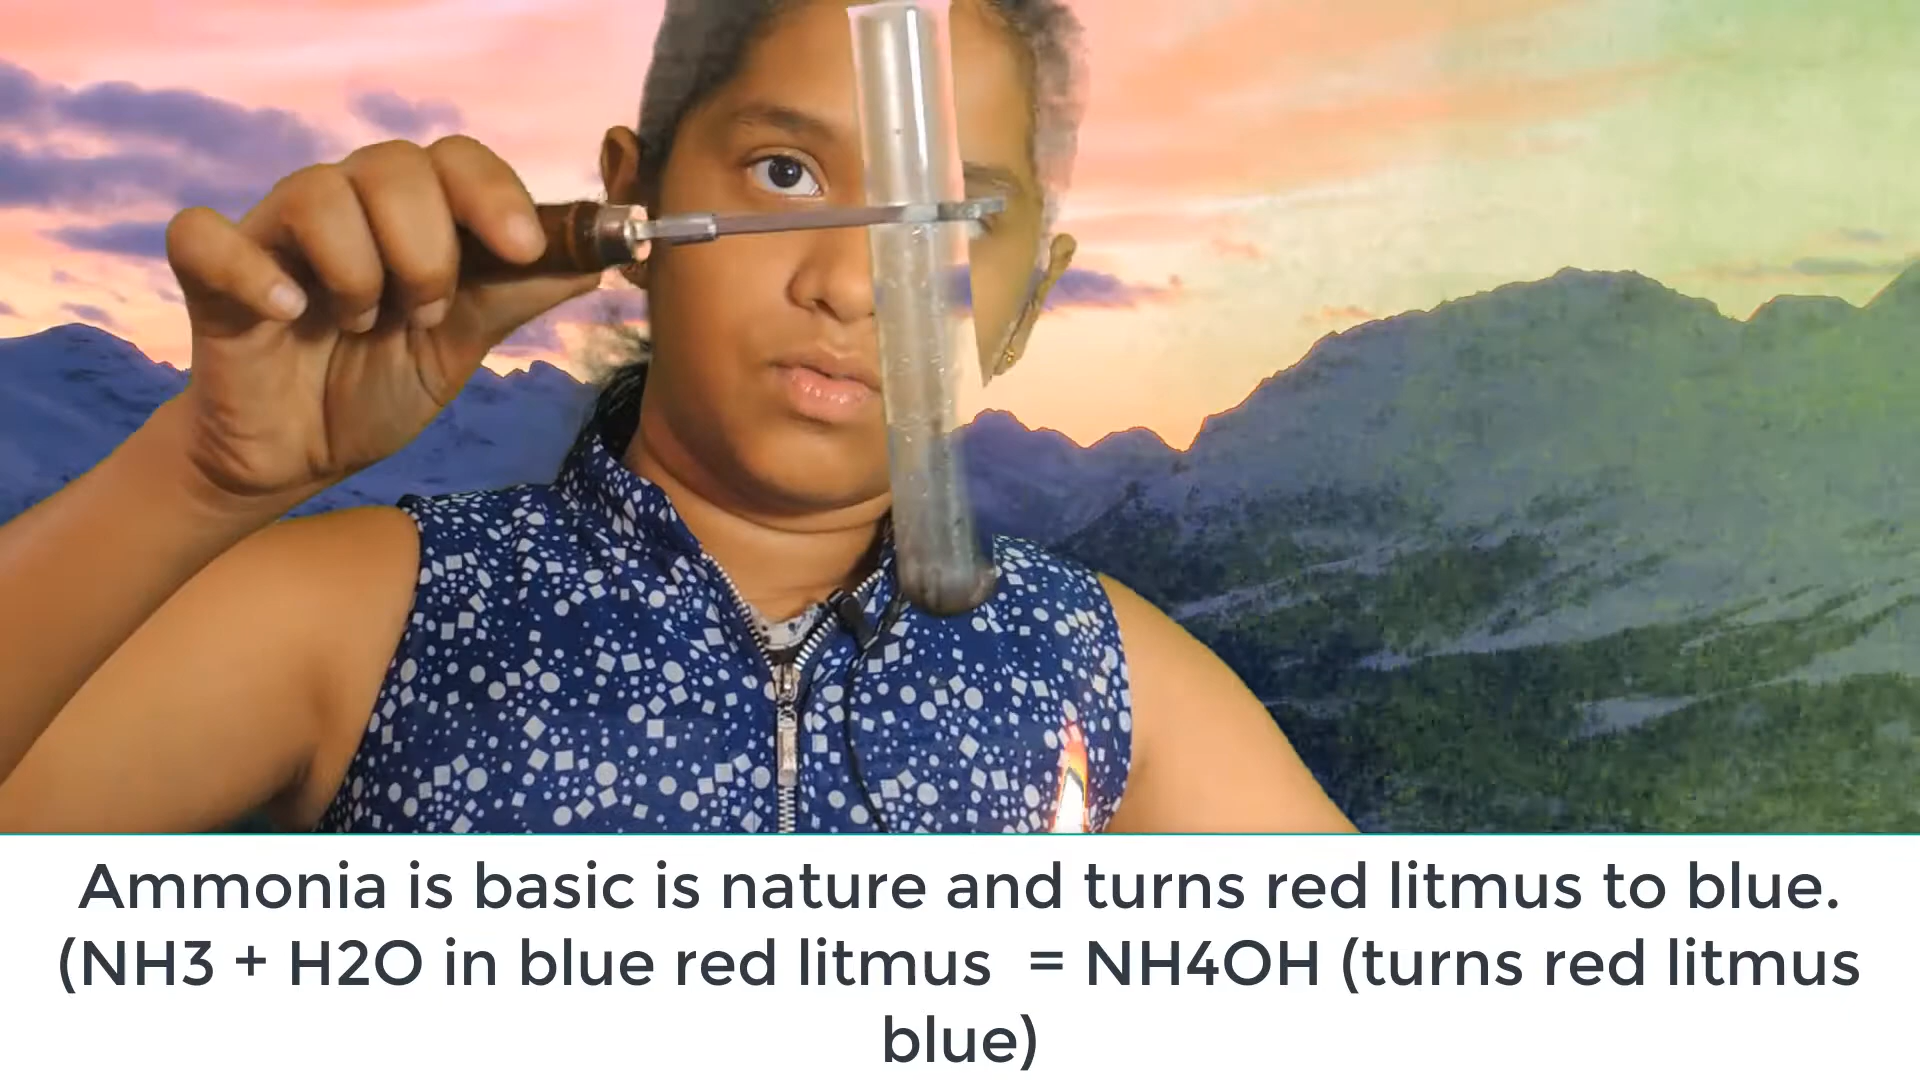 Ammonia is basic is nature and turns red litmus to blue.
(NH3 + H2O in blue red litmus  = NH4OH (turns red litmus
blue)